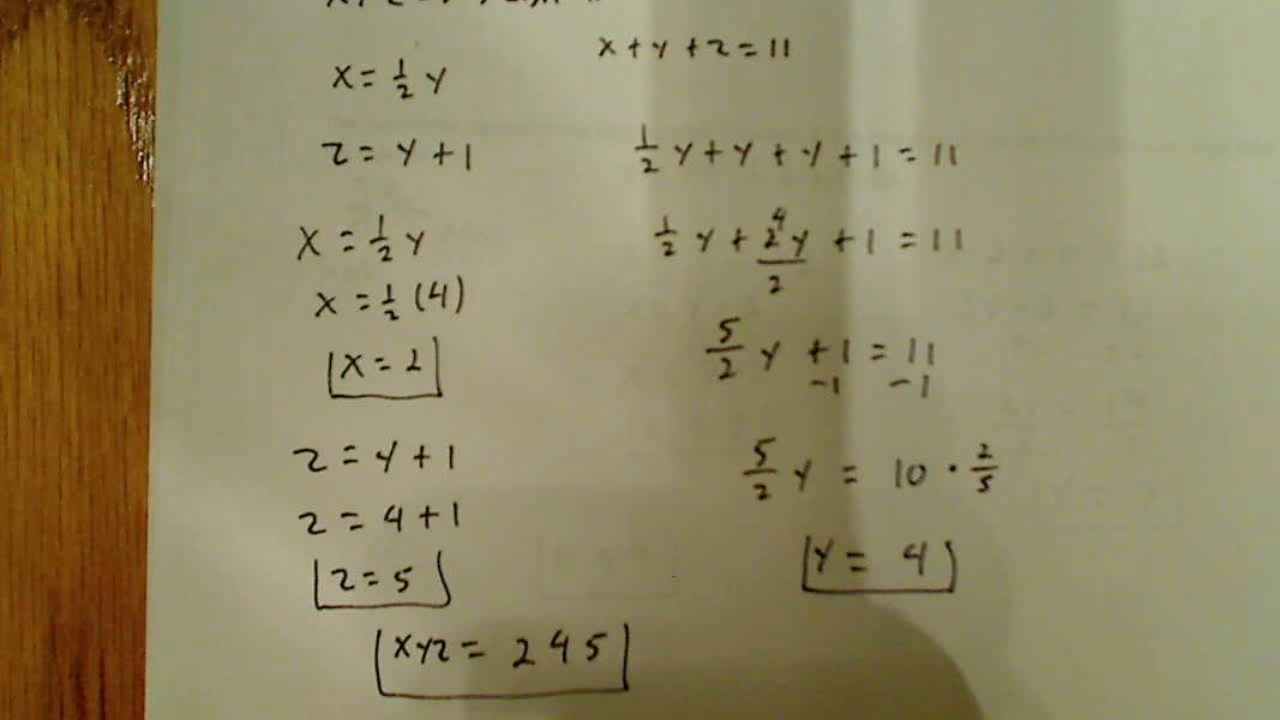 x = 1/2 y
z = y + 1
x = 1/2 y
x = 1/2 (4)
x = 2
z = y + 1
z = 4 + 1
z = 5
x + y + z = 11
1/2 y + y + y + 1 = 11
1/2 y + 4 2y/2 + 1 = 11
5/2 y + 1 = 11
-1 -1
5/2 y = 10 · 2/5
y = 4
xyz = 245